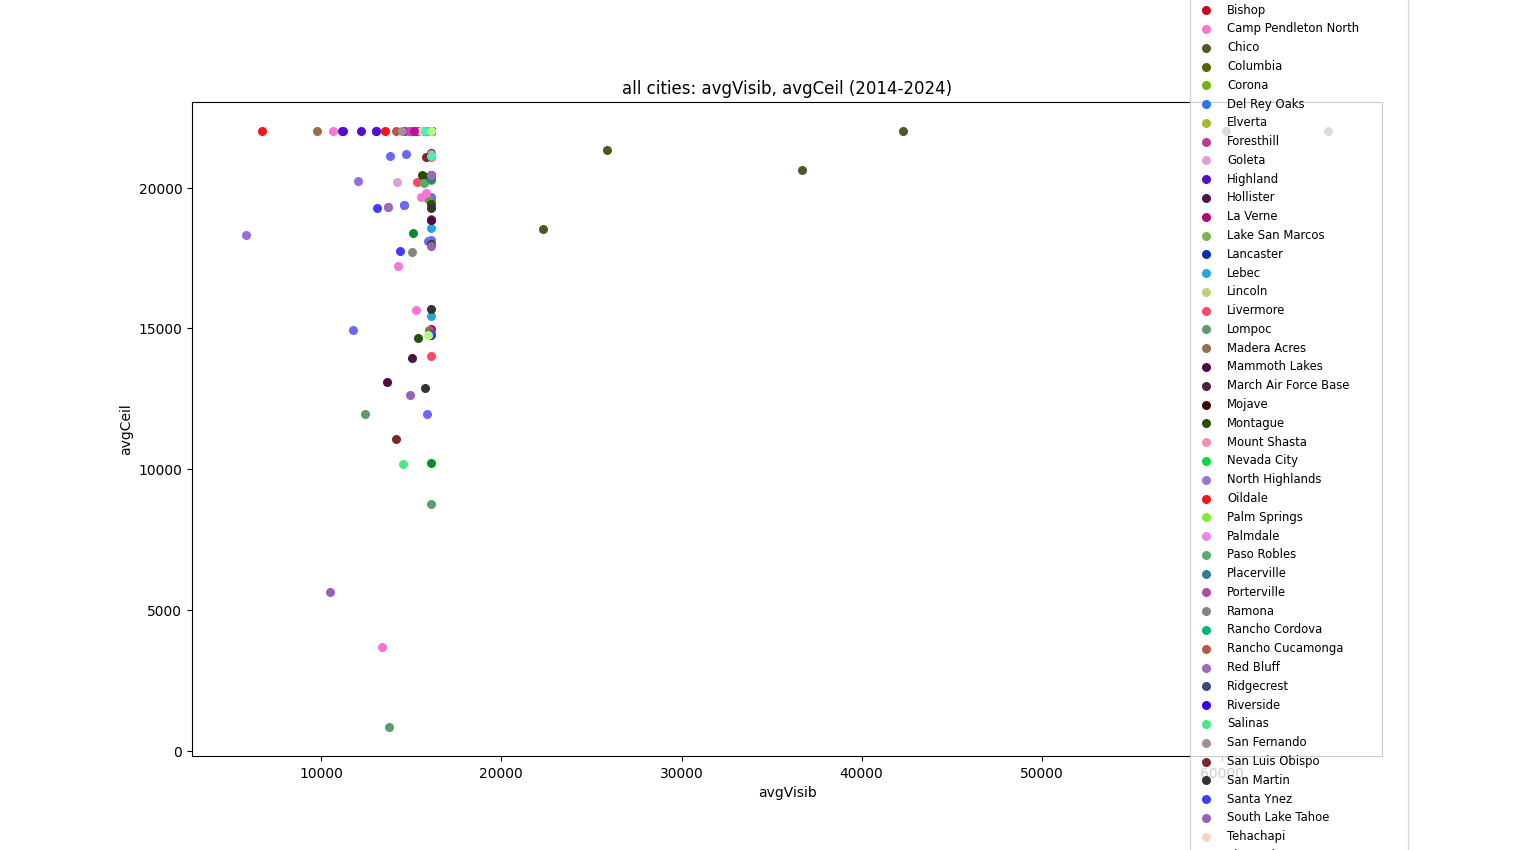 all cities: avgVisib, avgCeil (2014-2024)
avgCeil
20000
15000
10000
5000
0
10000
20000
30000
40000
50000
60000
avgVisib
Bishop
Camp Pendleton North
Chico
Columbia
Corona
Del Rey Oaks
Elverta
Foresthill
Goleta
Highland
Hollister
La Verne
Lake San Marcos
Lancaster
Lebec
Lincoln
Livermore
Lompoc
Madera Acres
Mammoth Lakes
March Air Force Base
Mojave
Montague
Mount Shasta
Nevada City
North Highlands
Oildale
Palm Springs
Palmdale
Paso Robles
Placerville
Porterville
Ramona
Rancho Cordova
Rancho Cucamonga
Red Bluff
Ridgecrest
Riverside
Salinas
San Fernando
San Luis Obispo
San Martin
Santa Ynez
South Lake Tahoe
Tehachapi